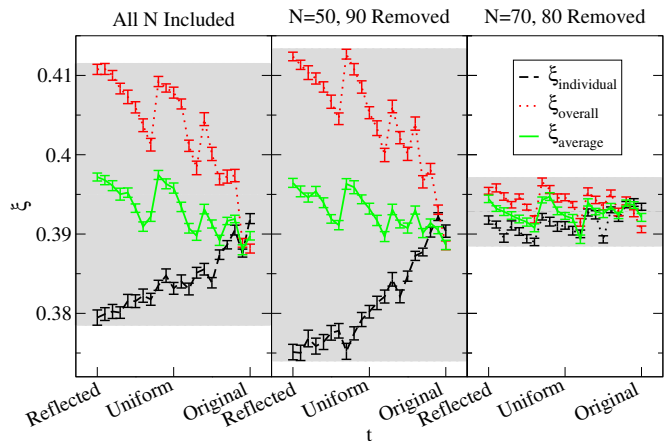 All N Included
N=50, 90 Removed
N=70, 80 Removed
ξindividual
ξoverall
ξaverage
0.41
0.4
0.39
0.38
ξ
Reflected
Uniform
Original
Reflected
Uniform
Original
Reflected
Uniform
Original
t